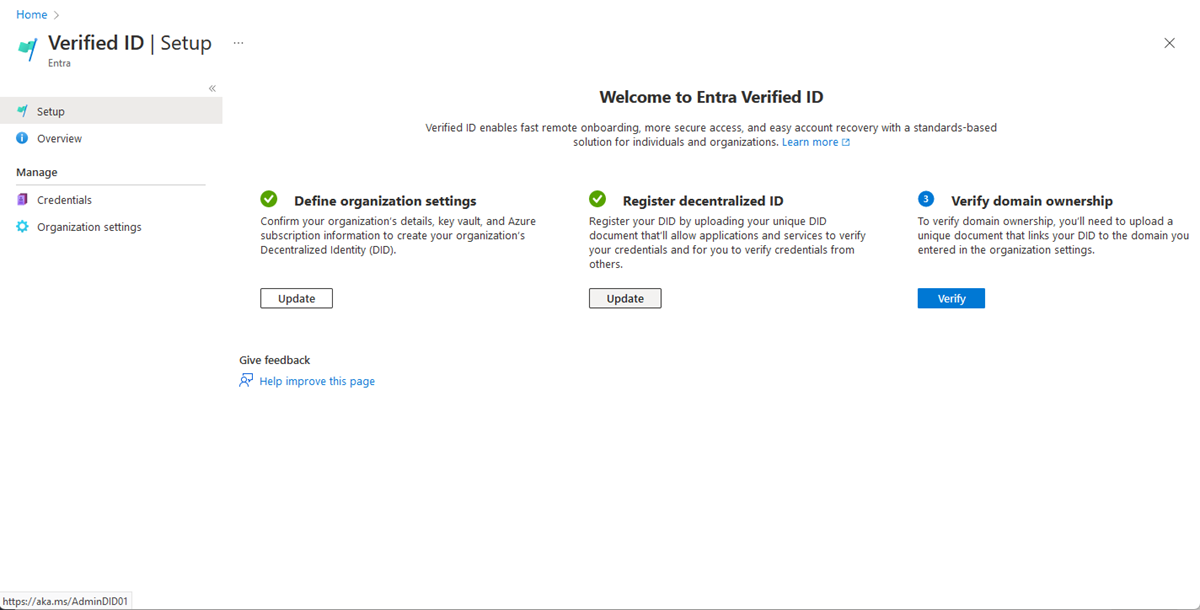 Home
Verified ID | Setup ...
Entra
Setup
Overview
Manage
Credentials
Organization settings
Welcome to Entra Verified ID
Verified ID enables fast remote onboarding, more secure access, and easy account recovery with a standards-based
solution for individuals and organizations. Learn more
Define organization settings
Confirm your organization's details, key vault, and Azure
subscription information to create your organization's
Decentralized Identity (DID).
Update
Register decentralized ID
Register your DID by uploading your unique DID
document that'll allow applications and services to verify
your credentials and for you to verify credentials from
others.
Update
3 Verify domain ownership
To verify domain ownership, you'll need to upload a
unique document that links your DID to the domain you
entered in the organization settings.
Verify
Give feedback
Help improve this page
https://aka.ms/AdminDID01